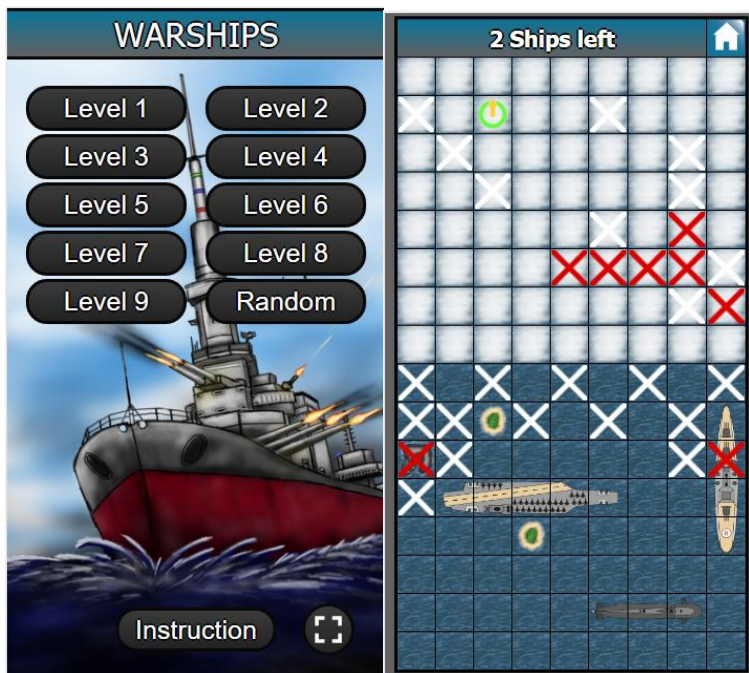 WARSHIPS
Level 1
Level 2
Level 3
Level 4
Level 5
Level 6
Level 7
Level 8
Level 9
Random
Instruction
2 Ships left